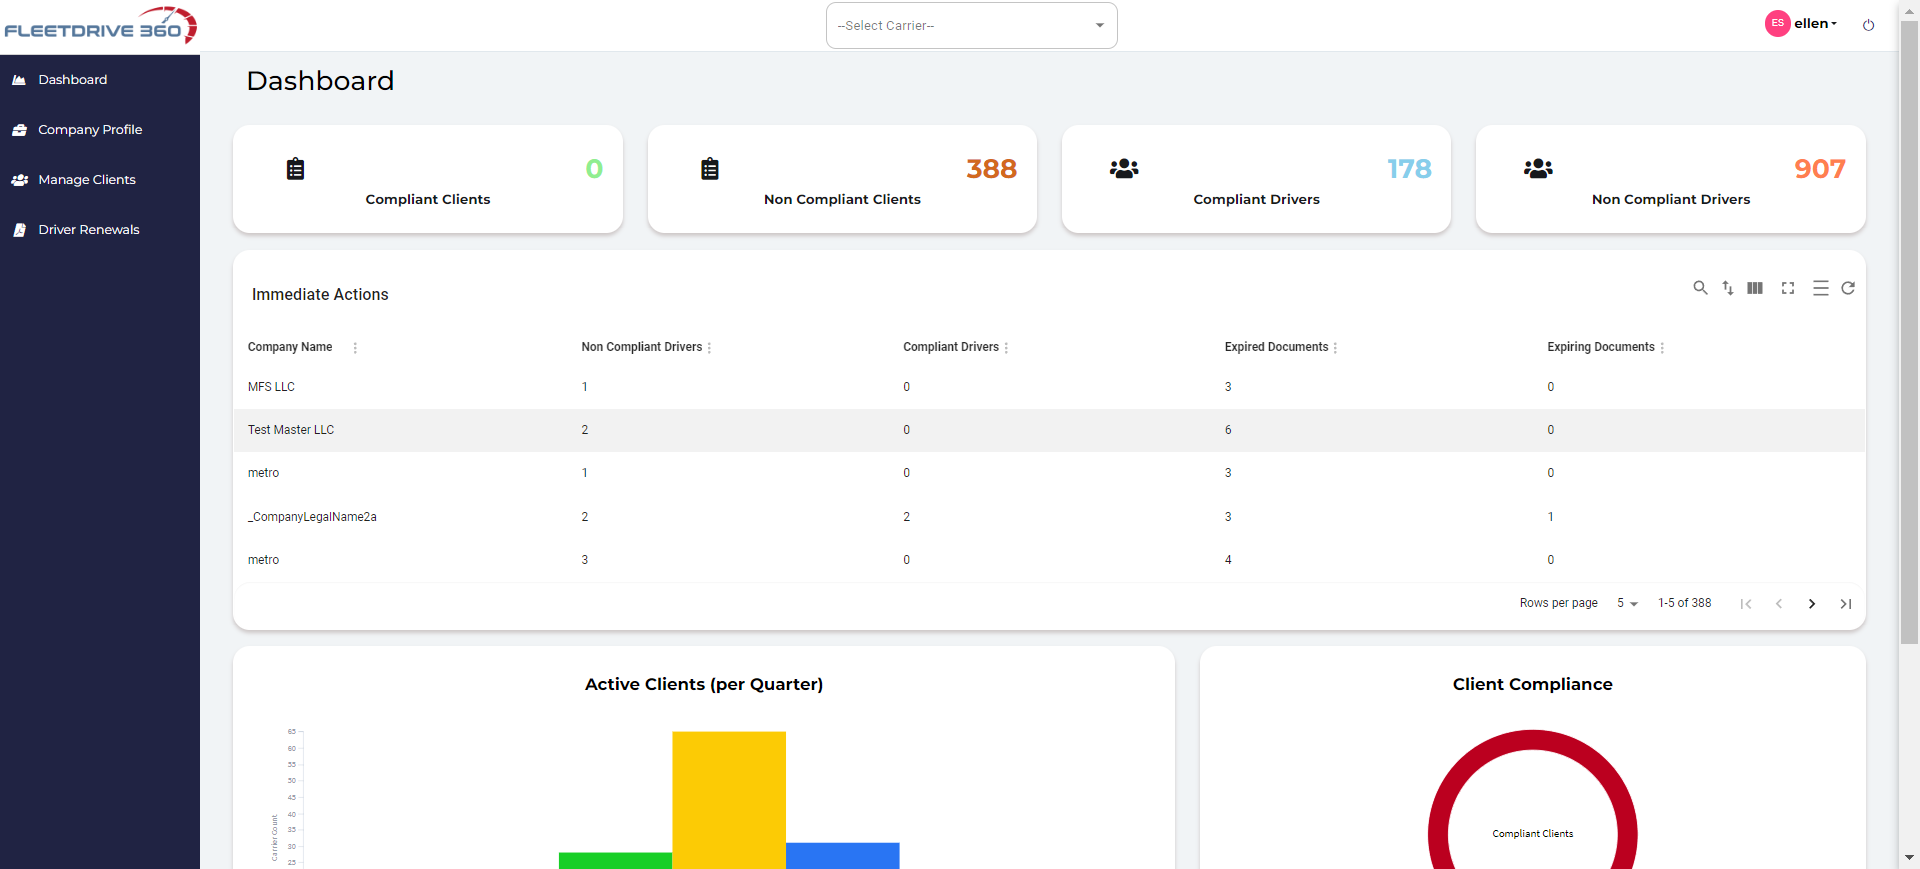 FLEETDRIVE 360
--Select Carrier--
ES ellen
Dashboard
Company Profile
Manage Clients
Driver Renewals
Dashboard
0
Compliant Clients
388
Non Compliant Clients
178
Compliant Drivers
907
Non Compliant Drivers
Immediate Actions
Company Name Non Compliant Drivers Compliant Drivers Expired Documents Expiring Documents
MFS LLC 1 0 3 0
Test Master LLC 2 0 6 0
metro 1 0 3 0
_CompanyLegalName2a 2 2 3 1
metro 3 0 4 0
Rows per page 5 1-5 of 388
Active Clients (per Quarter)
65
60
55
50
45
40
35
30
25
Carrier Count
Client Compliance
Compliant Clients